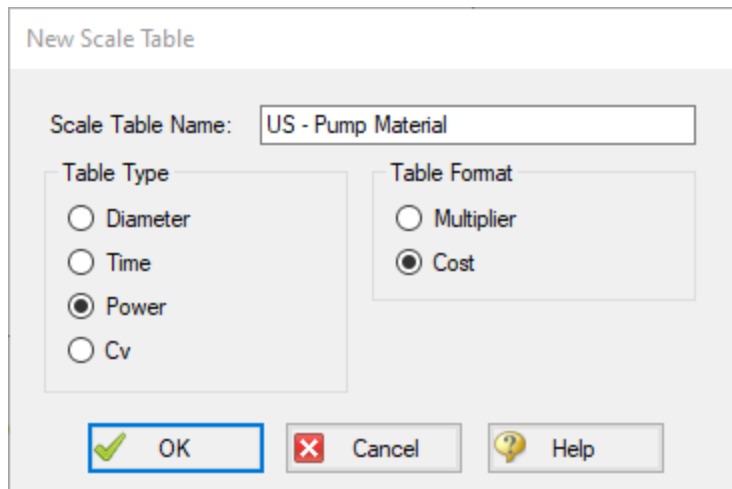 New Scale Table
Scale Table Name: US - Pump Material
Table Type
Diameter
Time
Power
Cv
Table Format
Multiplier
Cost
OK Cancel Help